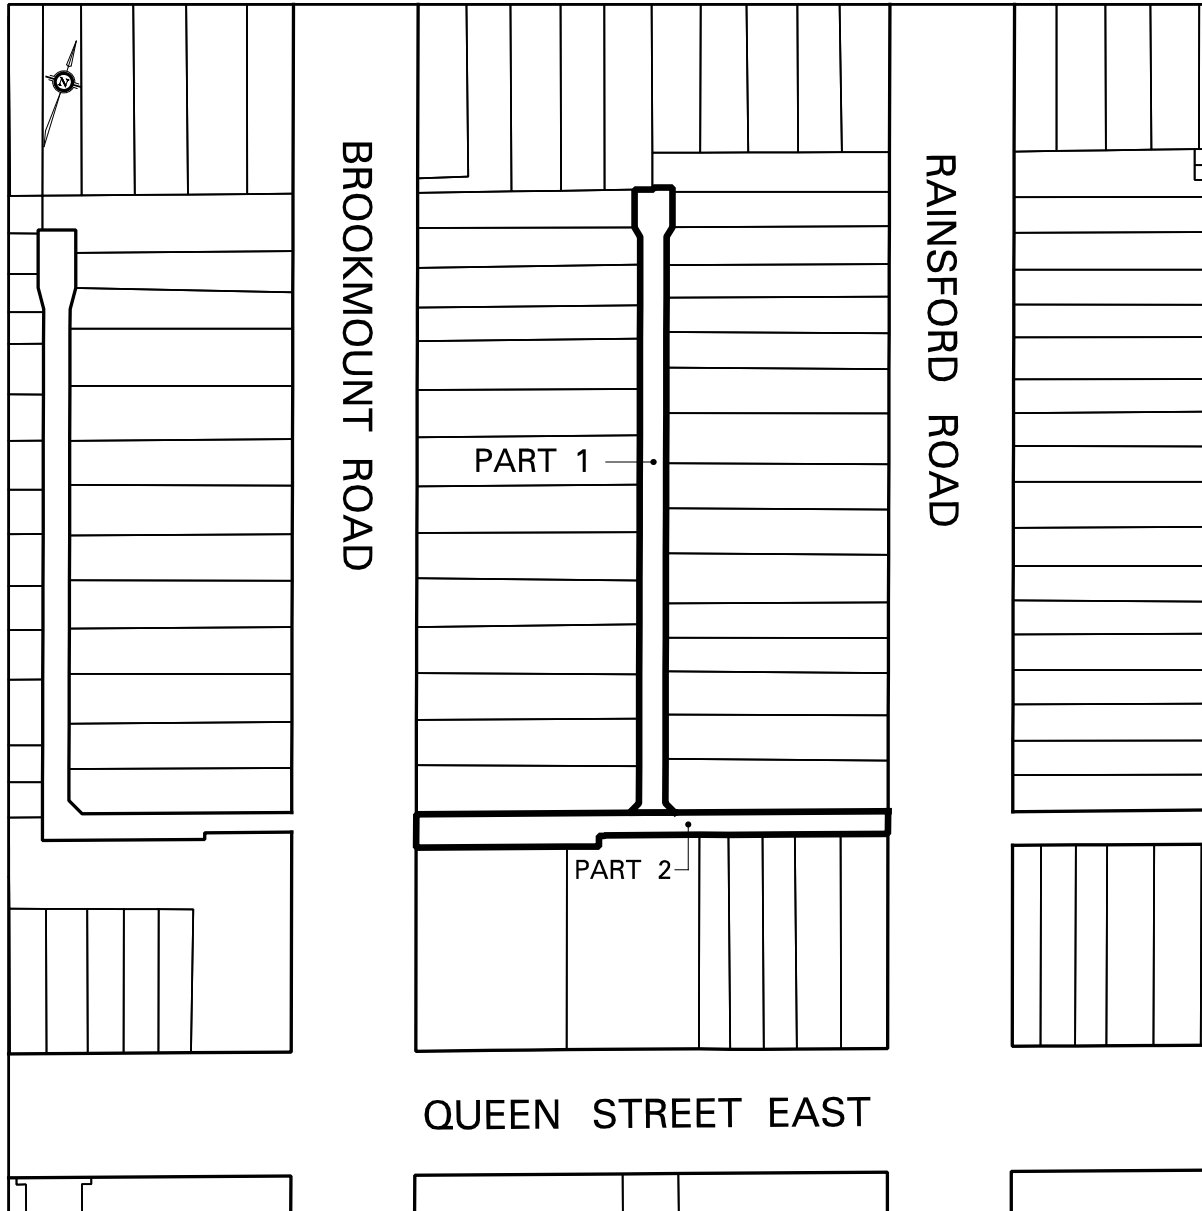 N
BROOKMOUNT ROAD
RAINSFORD ROAD
PART 1
PART 2
QUEEN STREET EAST